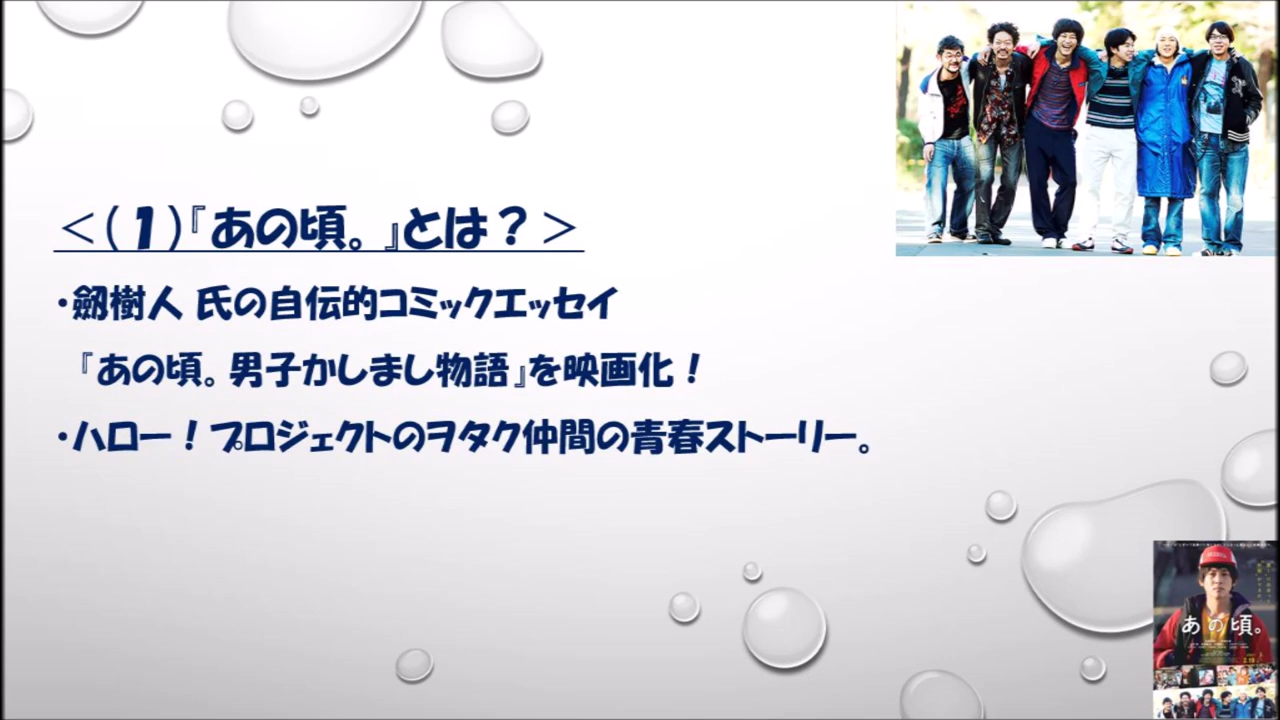 ＜(1)『あの頃。』とは？＞
・劔樹人 氏の自伝的コミックエッセイ
『あの頃。男子かしまし物語』を映画化！
・ハロー！プロジェクトのヲタク仲間の青春ストーリー。
あの頃。